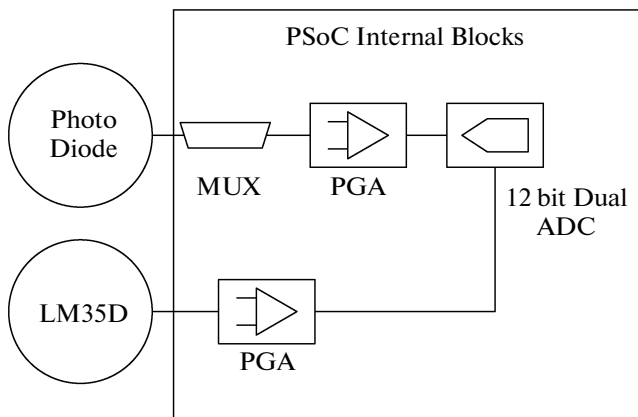 PSoC Internal Blocks
Photo
Diode
MUX
PGA
12 bit Dual
ADC
LM35D
PGA